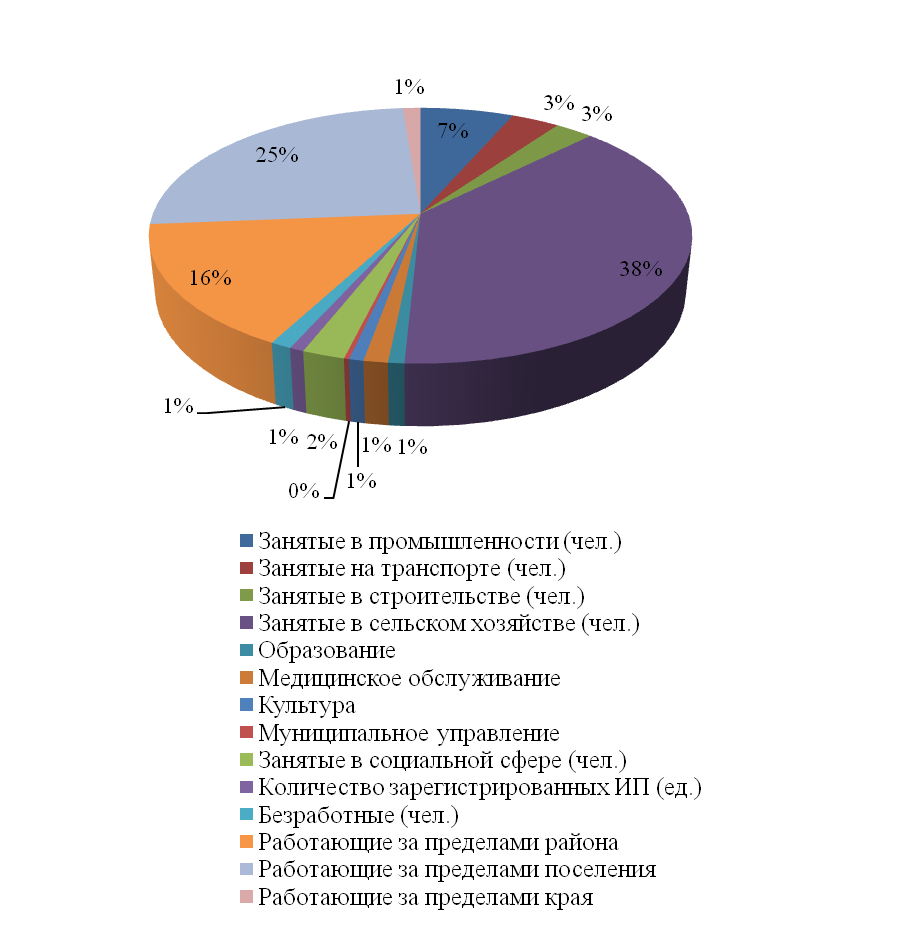 1%
7%
3%
3%
25%
38%
16%
1%
1%
2%
1%
1%
0%
1%
Занятые в промышленности (чел.)
Занятые на транспорте (чел.)
Занятые в строительстве (чел.)
Занятые в сельском хозяйстве (чел.)
Образование
Медицинское обслуживание
Культура
Муниципальное управление
Занятые в социальной сфере (чел.)
Количество зарегистрированных ИП (ед.)
Безработные (чел.)
Работающие за пределами района
Работающие за пределами поселения
Работающие за пределами края